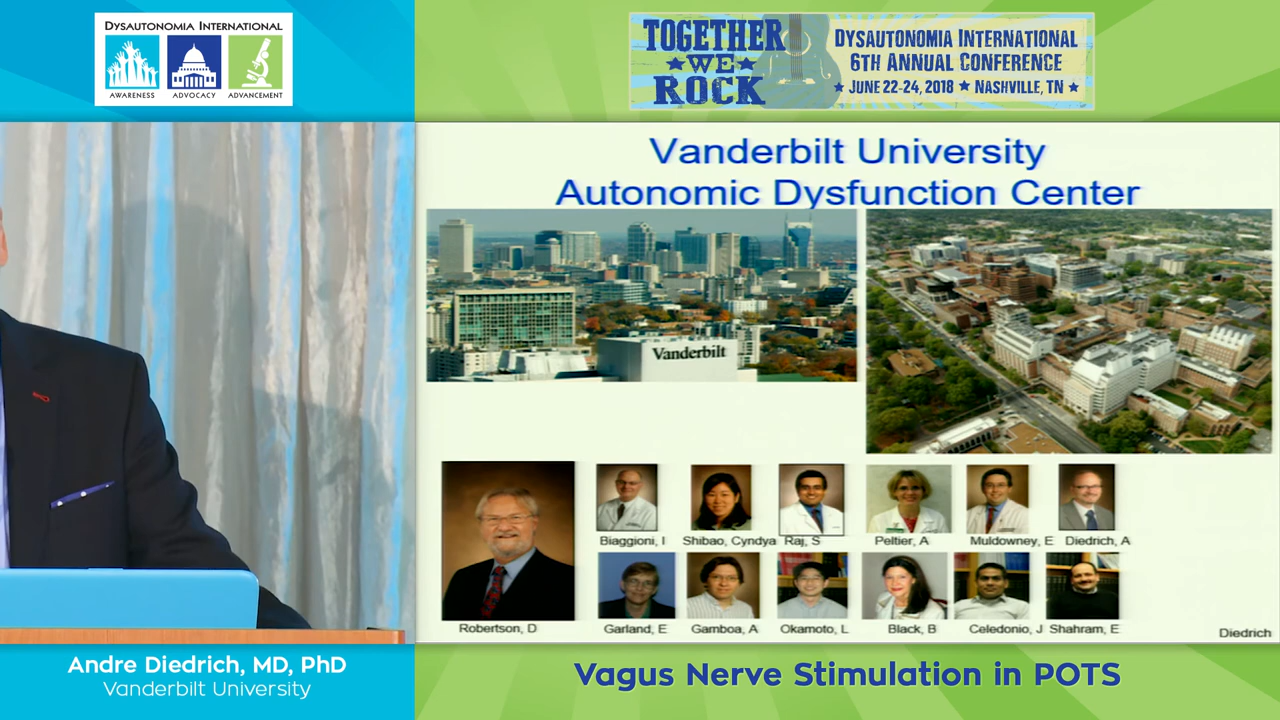 DYSAUTONOMIA INTERNATIONAL
AWARENESS ADVOCACY ADVANCEMENT
TOGETHER
WE
ROCK
DYSAUTONOMIA INTERNATIONAL
6TH ANNUAL CONFERENCE
JUNE 22-24, 2018 ★ NASHVILLE, TN
Vanderbilt University
Autonomic Dysfunction Center
Vanderbilt
Biaggioni, I Shibao, Cyndya Raj, S Peltier, A Muldowney, E Diedrich, A
Robertson, D Garland, E Gamboa, A Okamoto, L Black, B Celedonio, J Shahram, E
Diedrich
Andre Diedrich, MD, PhD
Vanderbilt University
Vagus Nerve Stimulation in POTS